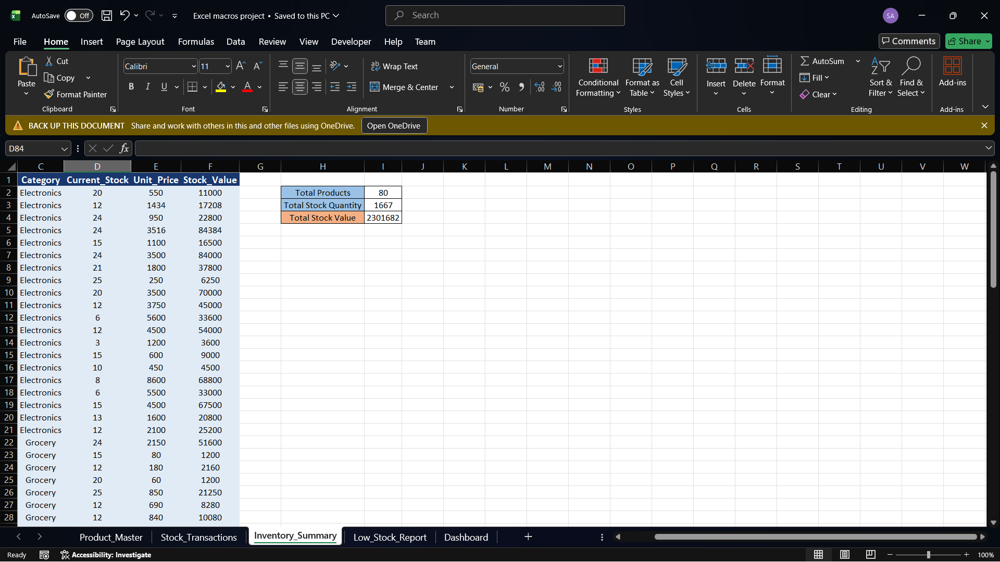 AutoSave Off Excel macros project • Saved to this PC Search SA
File Home Insert Page Layout Formulas Data Review View Developer Help Team Comments Share
Paste Cut Copy Format Painter Clipboard
Calibri 11 B I U A Font
Wrap Text Merge & Center Alignment
General % Number
Conditional Formatting Format as Table Cell Styles Styles
Insert Delete Format Cells
AutoSum Fill Clear Sort & Filter Find & Select Editing
Add-ins Add-ins
BACK UP THIS DOCUMENT Share and work with others in this and other files using OneDrive. Open OneDrive
D84 fx
C D E F G H I J K L M N O P Q R S T U V W
1 Category Current_Stock Unit_Price Stock_Value
2 Electronics 20 550 11000 Total Products 80
3 Electronics 12 1434 17208 Total Stock Quantity 1667
4 Electronics 24 950 22800 Total Stock Value 2301682
5 Electronics 24 3516 84384
6 Electronics 15 1100 16500
7 Electronics 24 3500 84000
8 Electronics 21 1800 37800
9 Electronics 25 250 6250
10 Electronics 20 3500 70000
11 Electronics 12 3750 45000
12 Electronics 6 5600 33600
13 Electronics 12 4500 54000
14 Electronics 3 1200 3600
15 Electronics 15 600 9000
16 Electronics 10 450 4500
17 Electronics 8 8600 68800
18 Electronics 6 5500 33000
19 Electronics 15 4500 67500
20 Electronics 13 1600 20800
21 Electronics 12 2100 25200
22 Grocery 24 2150 51600
23 Grocery 15 80 1200
24 Grocery 12 180 2160
25 Grocery 20 60 1200
26 Grocery 25 850 21250
27 Grocery 12 690 8280
28 Grocery 12 840 10080
Product_Master Stock_Transactions Inventory_Summary Low_Stock_Report Dashboard
Ready Accessibility: Investigate 100%